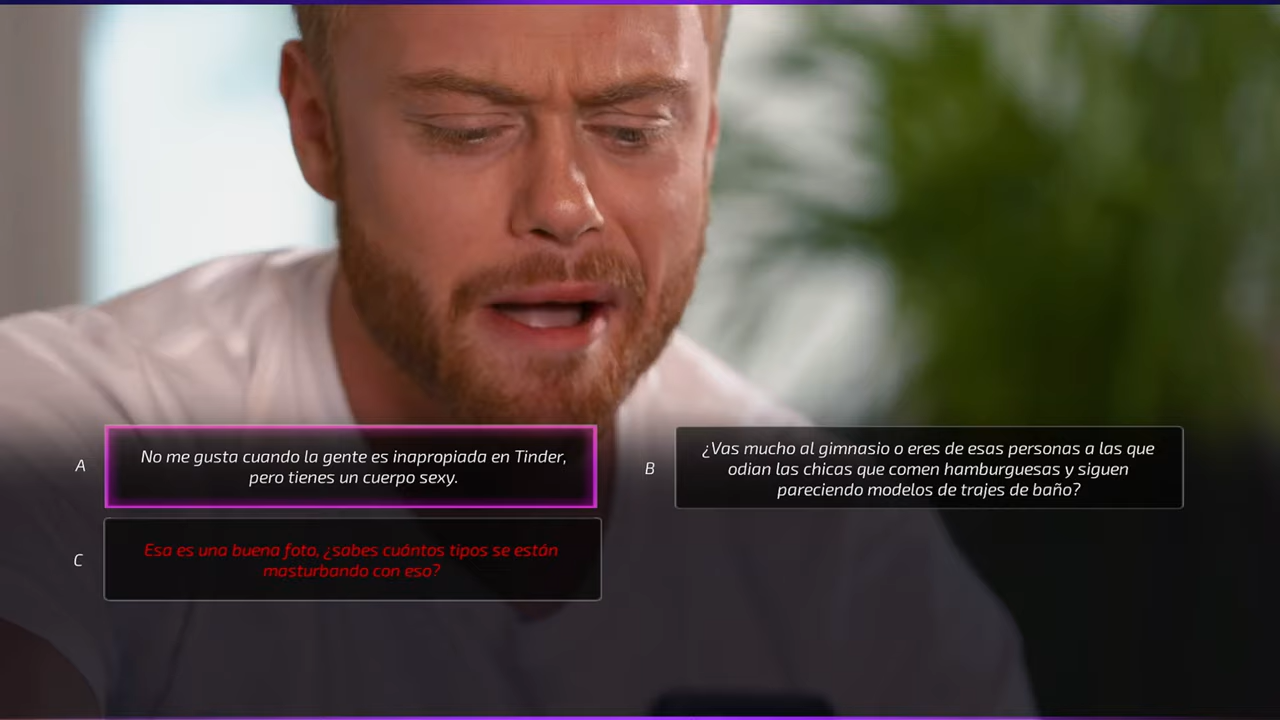 A
No me gusta cuando la gente es inapropiada en Tinder,
pero tienes un cuerpo sexy.
B
¿Vas mucho al gimnasio o eres de esas personas a las que
odian las chicas que comen hamburguesas y siguen
pareciendo modelos de trajes de baño?
C
Esa es una buena foto, ¿sabes cuántos tipos se están
masturbando con eso?